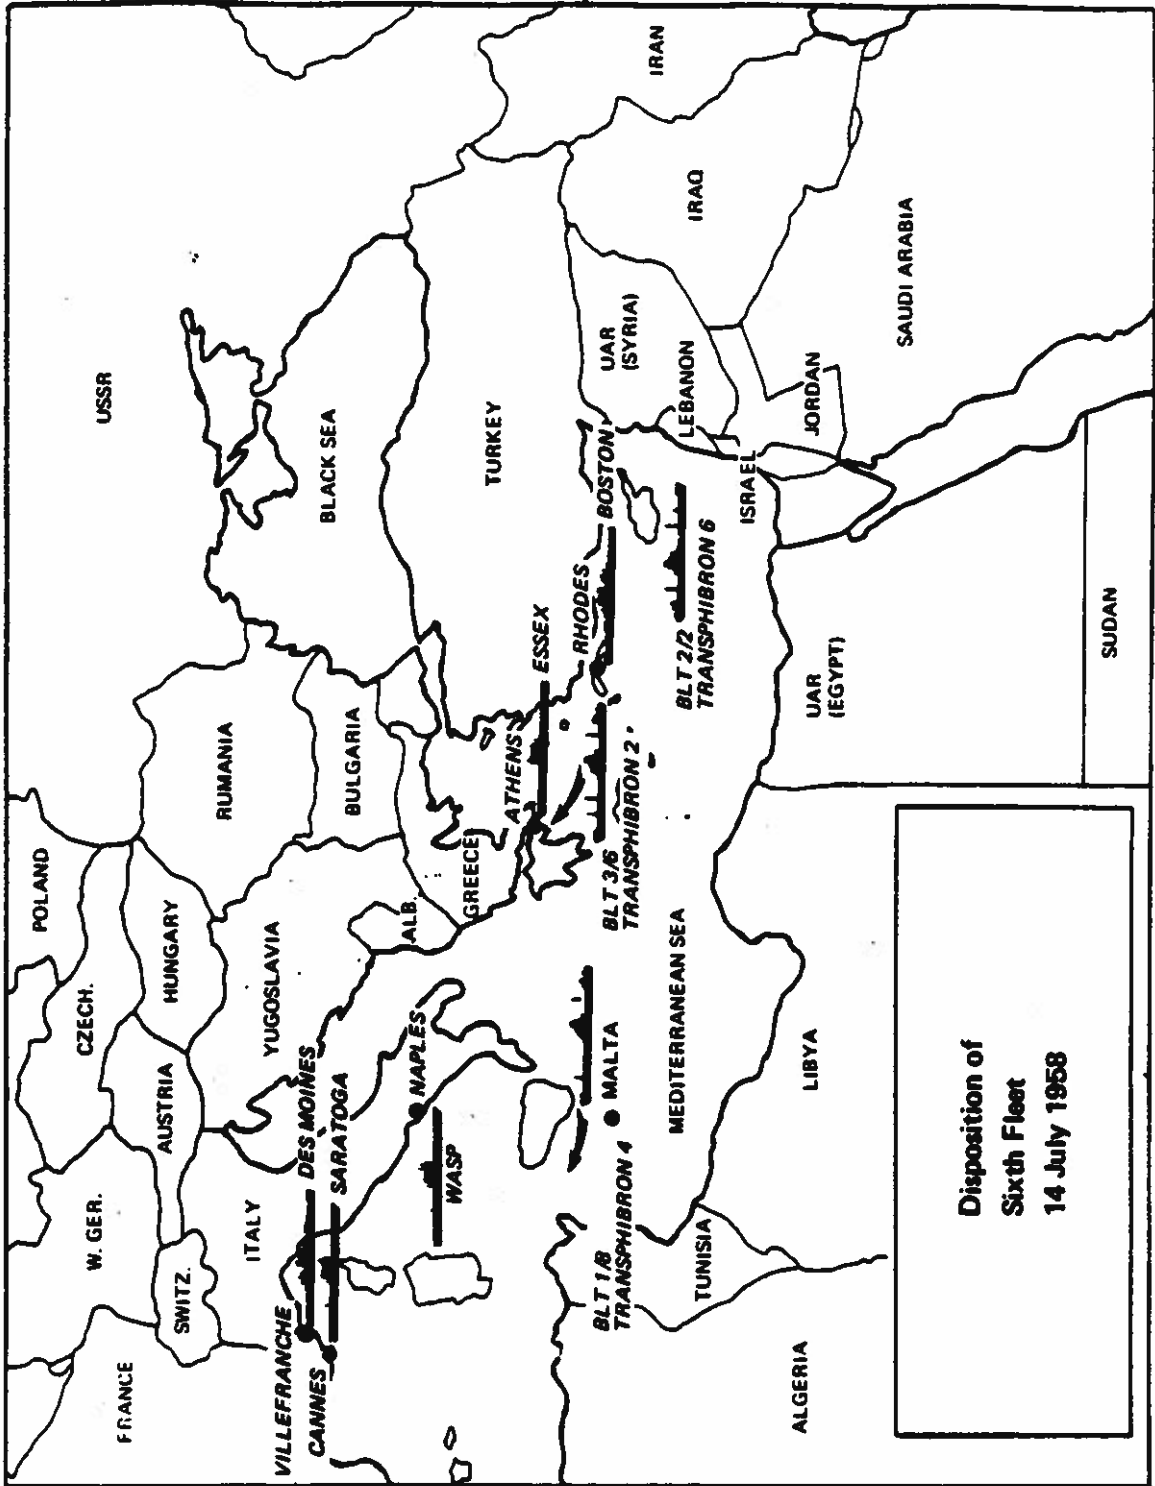 USSR
POLAND
CZECH.
W. GER.
FRANCE
SWITZ.
AUSTRIA
HUNGARY
RUMANIA
YUGOSLAVIA
BULGARIA
BLACK SEA
ITALY
VILLEFRANCHE
DES MOINES
CANNES
SARATOGA
NAPLES
WASP
ALB.
GREECE
ATHENS
ESSEX
TURKEY
RHODES
BOSTON
UAR
(SYRIA)
LEBANON
IRAN
IRAQ
ISRAEL
JORDAN
SAUDI ARABIA
BLT 1/8
TRANSPHIBRON 4
MALTA
BLT 3/6
TRANSPHIBRON 2
BLT 2/2
TRANSPHIBRON 6
MEDITERRANEAN SEA
TUNISIA
ALGERIA
LIBYA
UAR
(EGYPT)
SUDAN
Disposition of
Sixth Fleet
14 July 1958